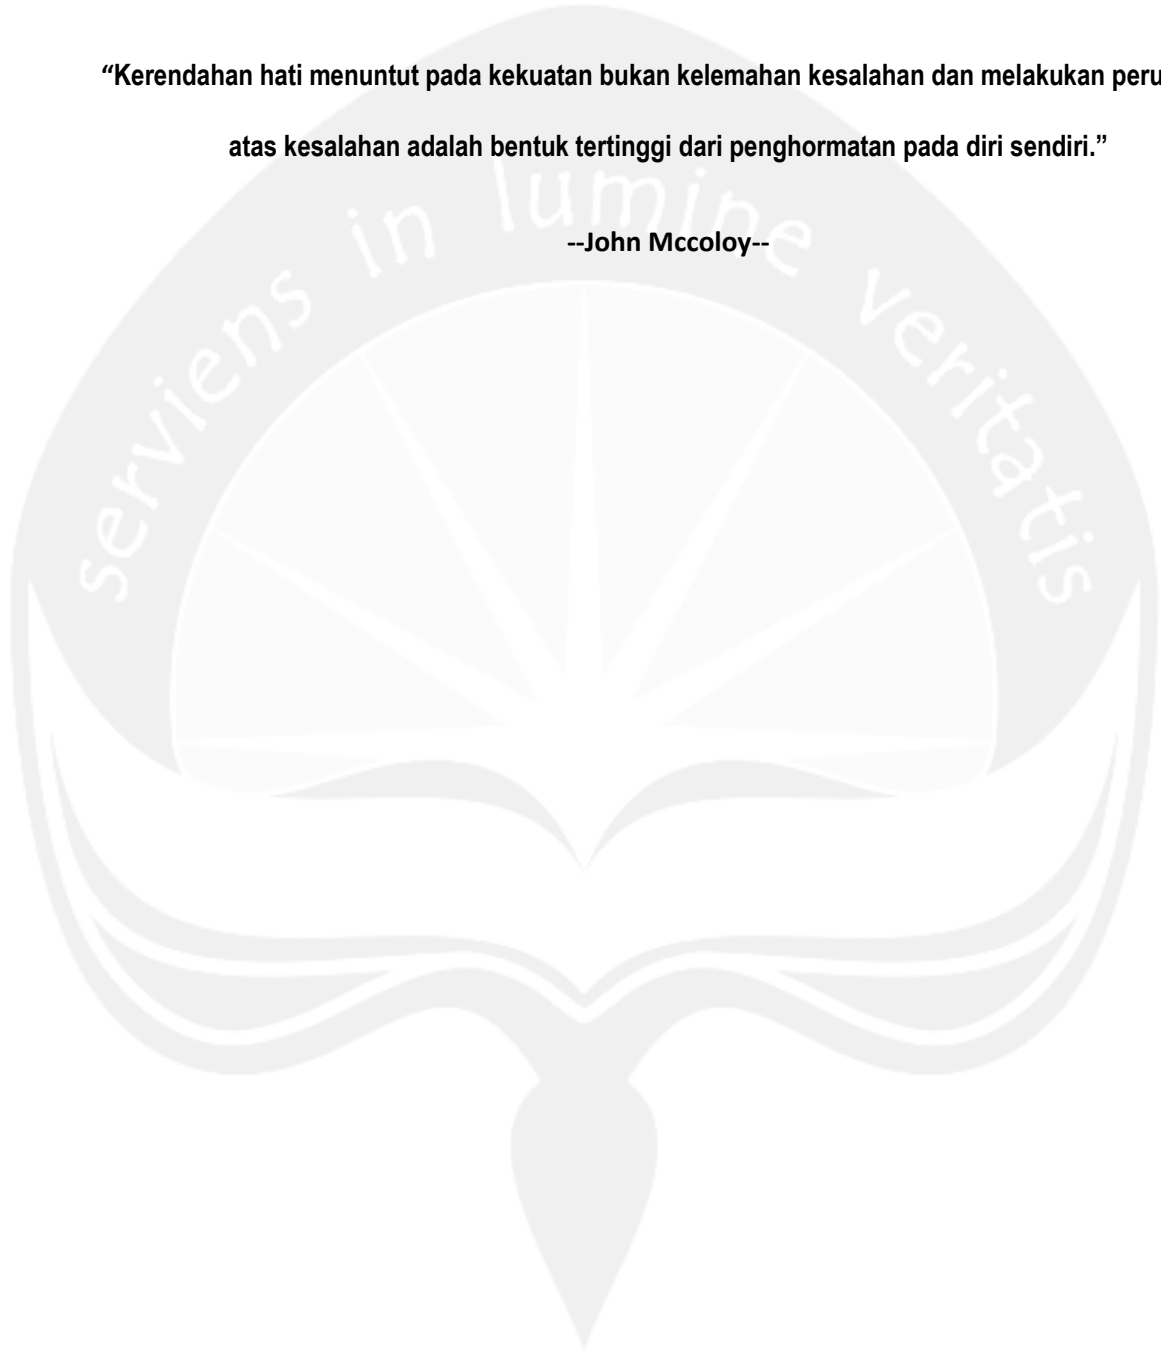 “Kerendahan hati menuntut pada kekuatan bukan kelemahan kesalahan dan melakukan peru
atas kesalahan adalah bentuk tertinggi dari penghormatan pada diri sendiri.”
--John Mccoloy--
serviens in lumine veritatis